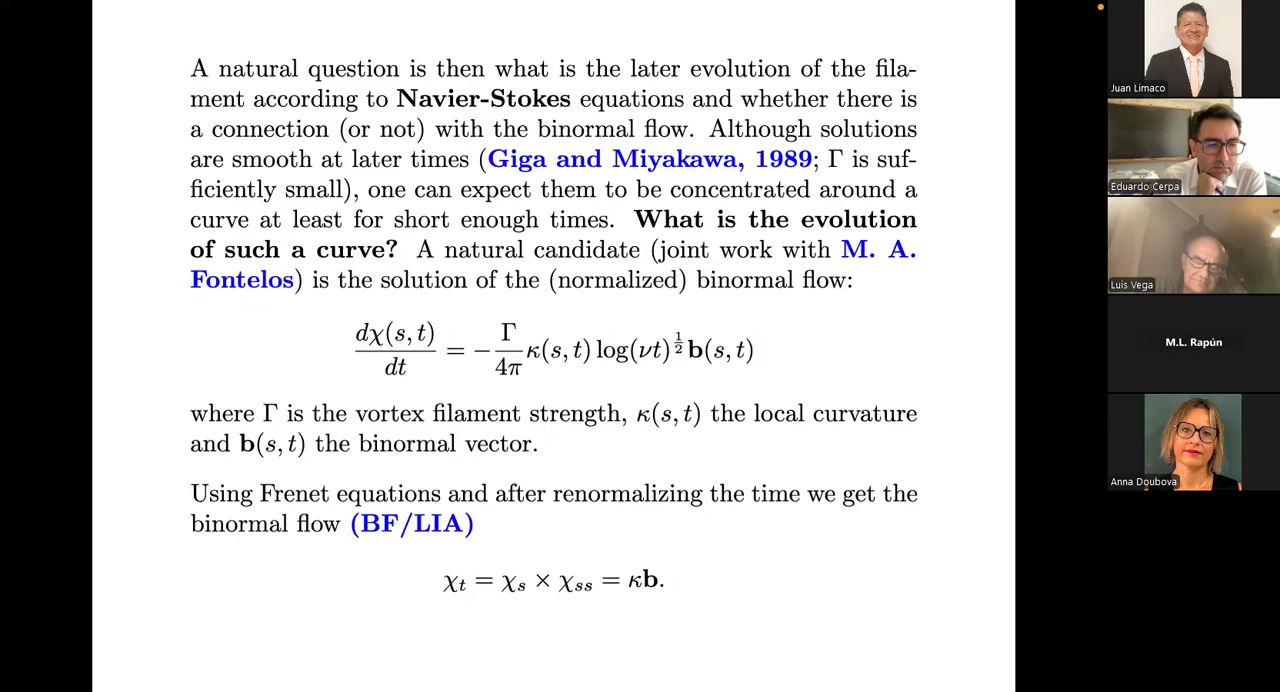 A natural question is then what is the later evolution of the fila-
ment according to Navier-Stokes equations and whether there is
a connection (or not) with the binormal flow. Although solutions
are smooth at later times (Giga and Miyakawa, 1989; Γ is suf-
ficiently small), one can expect them to be concentrated around a
curve at least for short enough times. What is the evolution
of such a curve? A natural candidate (joint work with M. A.
Fontelos) is the solution of the (normalized) binormal flow:
dχ(s, t)/dt = −Γ/4π κ(s, t) log(νt)^½ b(s, t)
where Γ is the vortex filament strength, κ(s, t) the local curvature
and b(s, t) the binormal vector.
Using Frenet equations and after renormalizing the time we get the
binormal flow (BF/LIA)
χₜ = χₛ × χₛₛ = κb.
Juan Limaco
Eduardo Cerpa
Luis Vega
M.L. Rapún
Anna Doubova